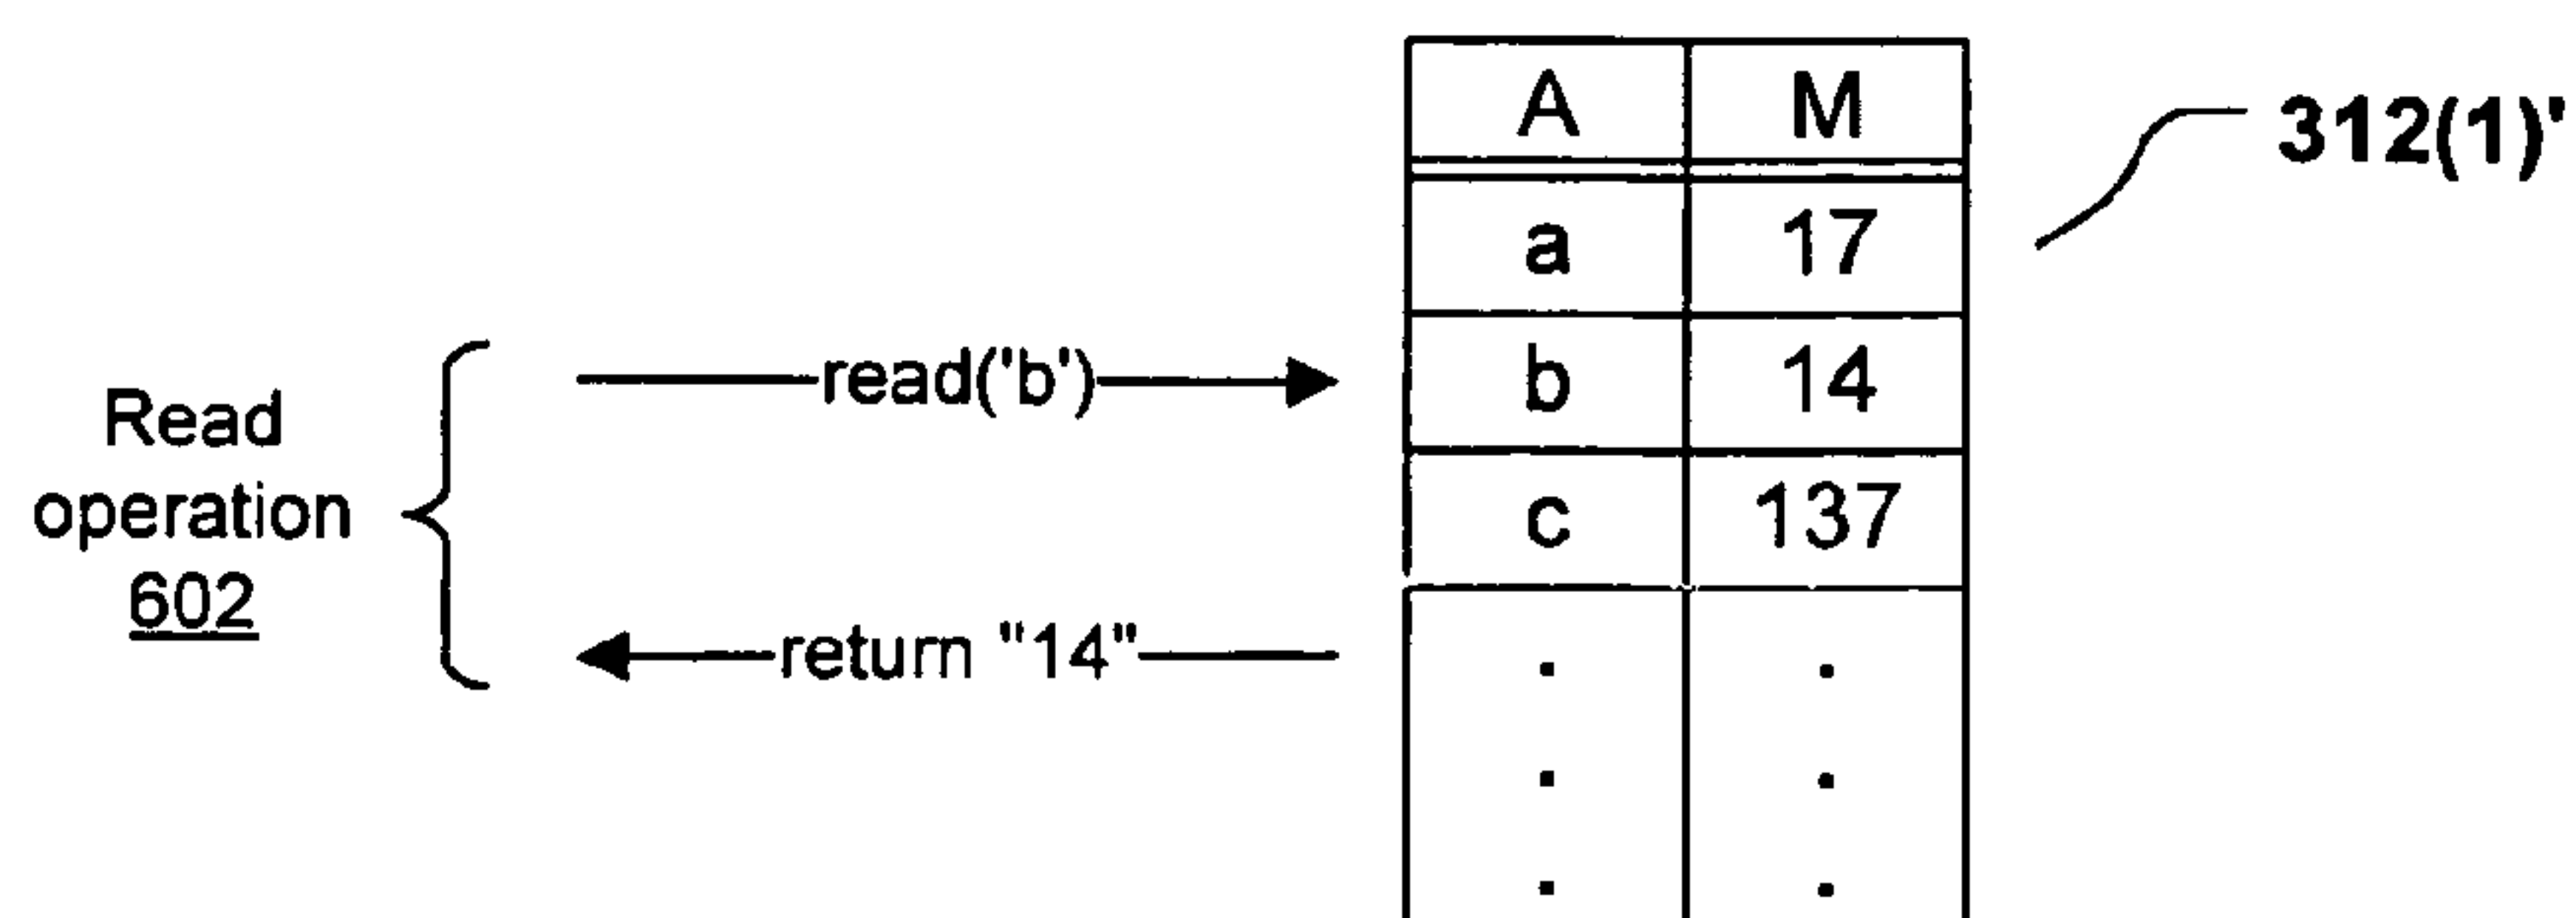 A M
312(1)'
a 17
read('b')
b 14
Read
operation
602
c 137
return "14"
. .
. .
. .